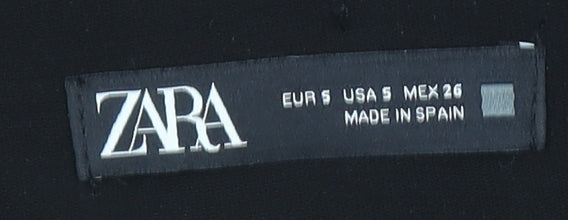 ZARA
EUR S USA S MEX 26
MADE IN SPAIN